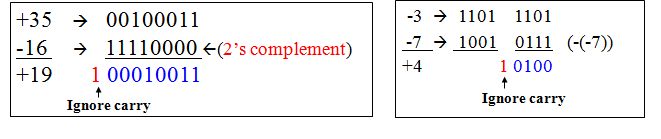 +35 → 00100011
-16 → 11110000 ←(2's complement)
+19 1 00010011
Ignore carry
-3 → 1101 1101
-7 → 1001 0111 (-(-7))
+4 1 0100
Ignore carry